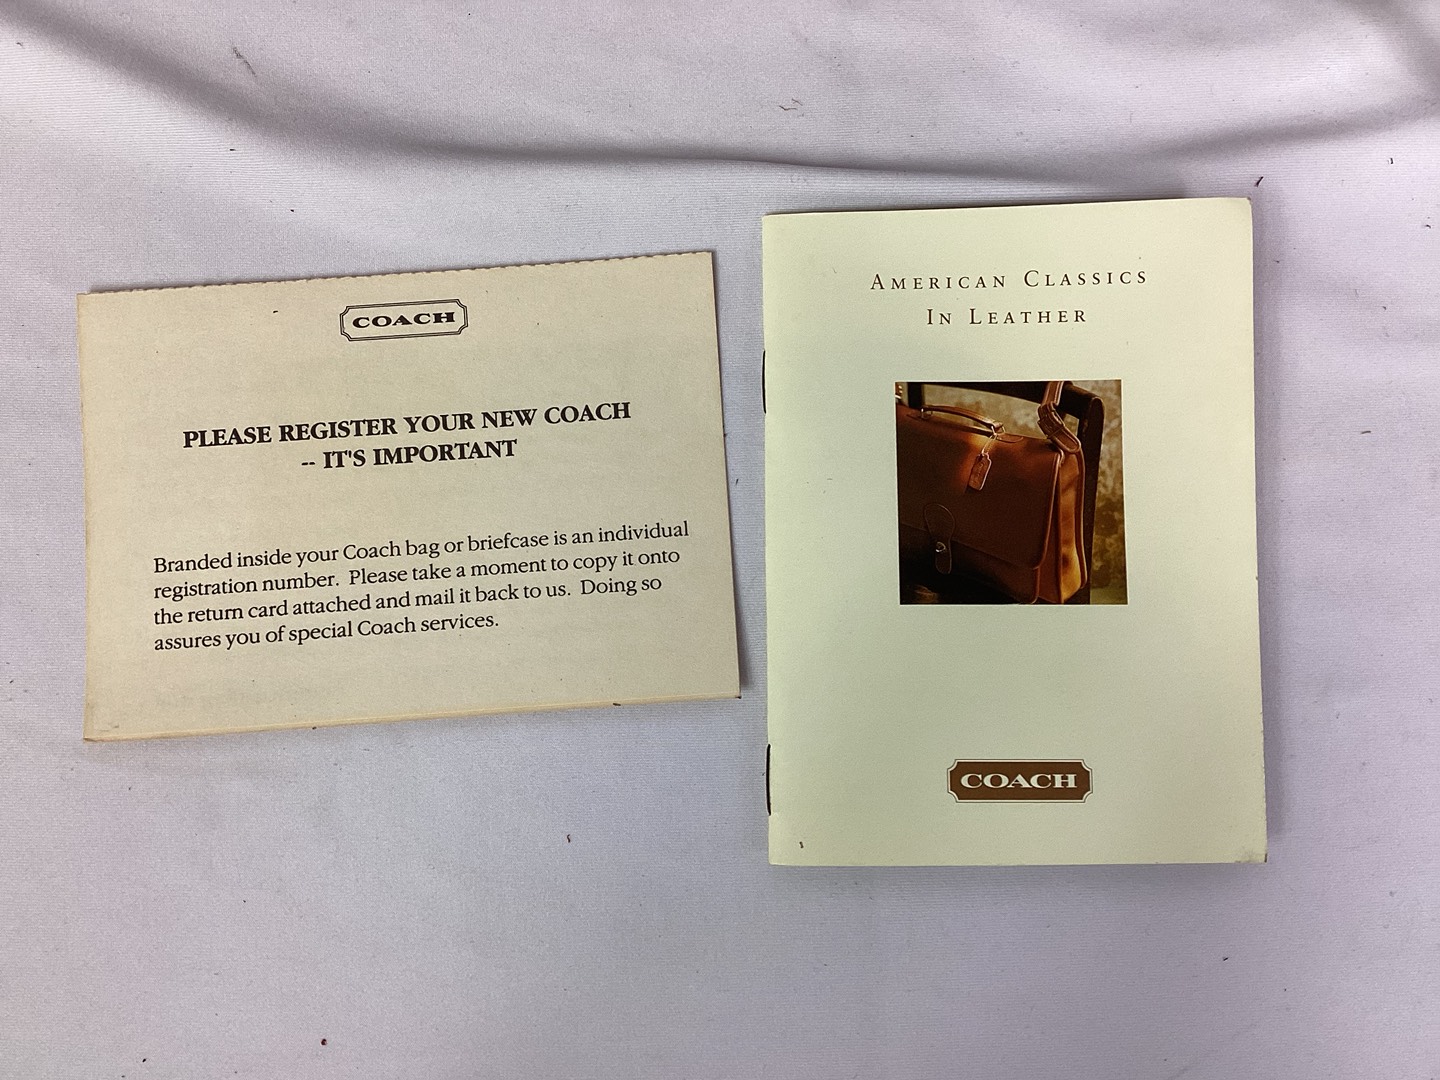 COACH
PLEASE REGISTER YOUR NEW COACH
-- IT'S IMPORTANT
Branded inside your Coach bag or briefcase is an individual
registration number. Please take a moment to copy it onto
the return card attached and mail it back to us. Doing so
assures you of special Coach services.
AMERICAN CLASSICS
IN LEATHER
COACH